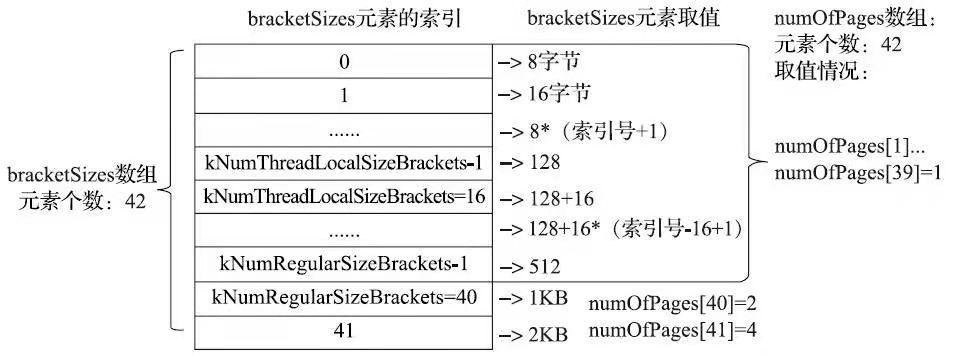 bracketSizes元素的索引
bracketSizes元素取值
numOfPages数组：
元素个数：42
取值情况：
0
–> 8字节
1
–> 16字节
......
–> 8*（索引号+1）
kNumThreadLocalSizeBrackets-1
–> 128
kNumThreadLocalSizeBrackets=16
–> 128+16
......
–> 128+16*（索引号-16+1）
kNumRegularSizeBrackets-1
–> 512
kNumRegularSizeBrackets=40
–> 1KB
41
–> 2KB
bracketSizes数组
元素个数：42
numOfPages[1]...
numOfPages[39]=1
numOfPages[40]=2
numOfPages[41]=4